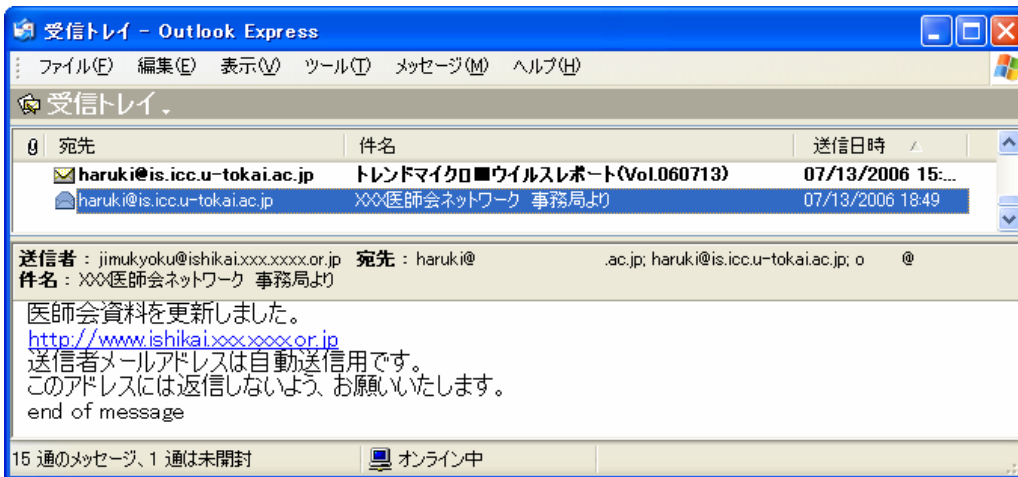 受信トレイ - Outlook Express
ファイル(F) 編集(E) 表示(V) ツール(T) メッセージ(M) ヘルプ(H)
受信トレイ
宛先 件名 送信日時
haruki@is.icc.u-tokai.ac.jp トレンドマイクロ■ウイルスレポート(Vol.060713) 07/13/2006 15:...
haruki@is.icc.u-tokai.ac.jp XXX医師会ネットワーク 事務局より 07/13/2006 18:49
送信者: jimukyoku@ishikai.xxx.xxxx.or.jp 宛先: haruki@ .ac.jp; haruki@is.icc.u-tokai.ac.jp; o @
件名: XXX医師会ネットワーク 事務局より
医師会資料を更新しました。
http://www.ishikai.xxx.xxxx.or.jp
送信者メールアドレスは自動送信用です。
このアドレスには返信しないよう、お願いいたします。
end of message
15 通のメッセージ、1 通は未開封 オンライン中